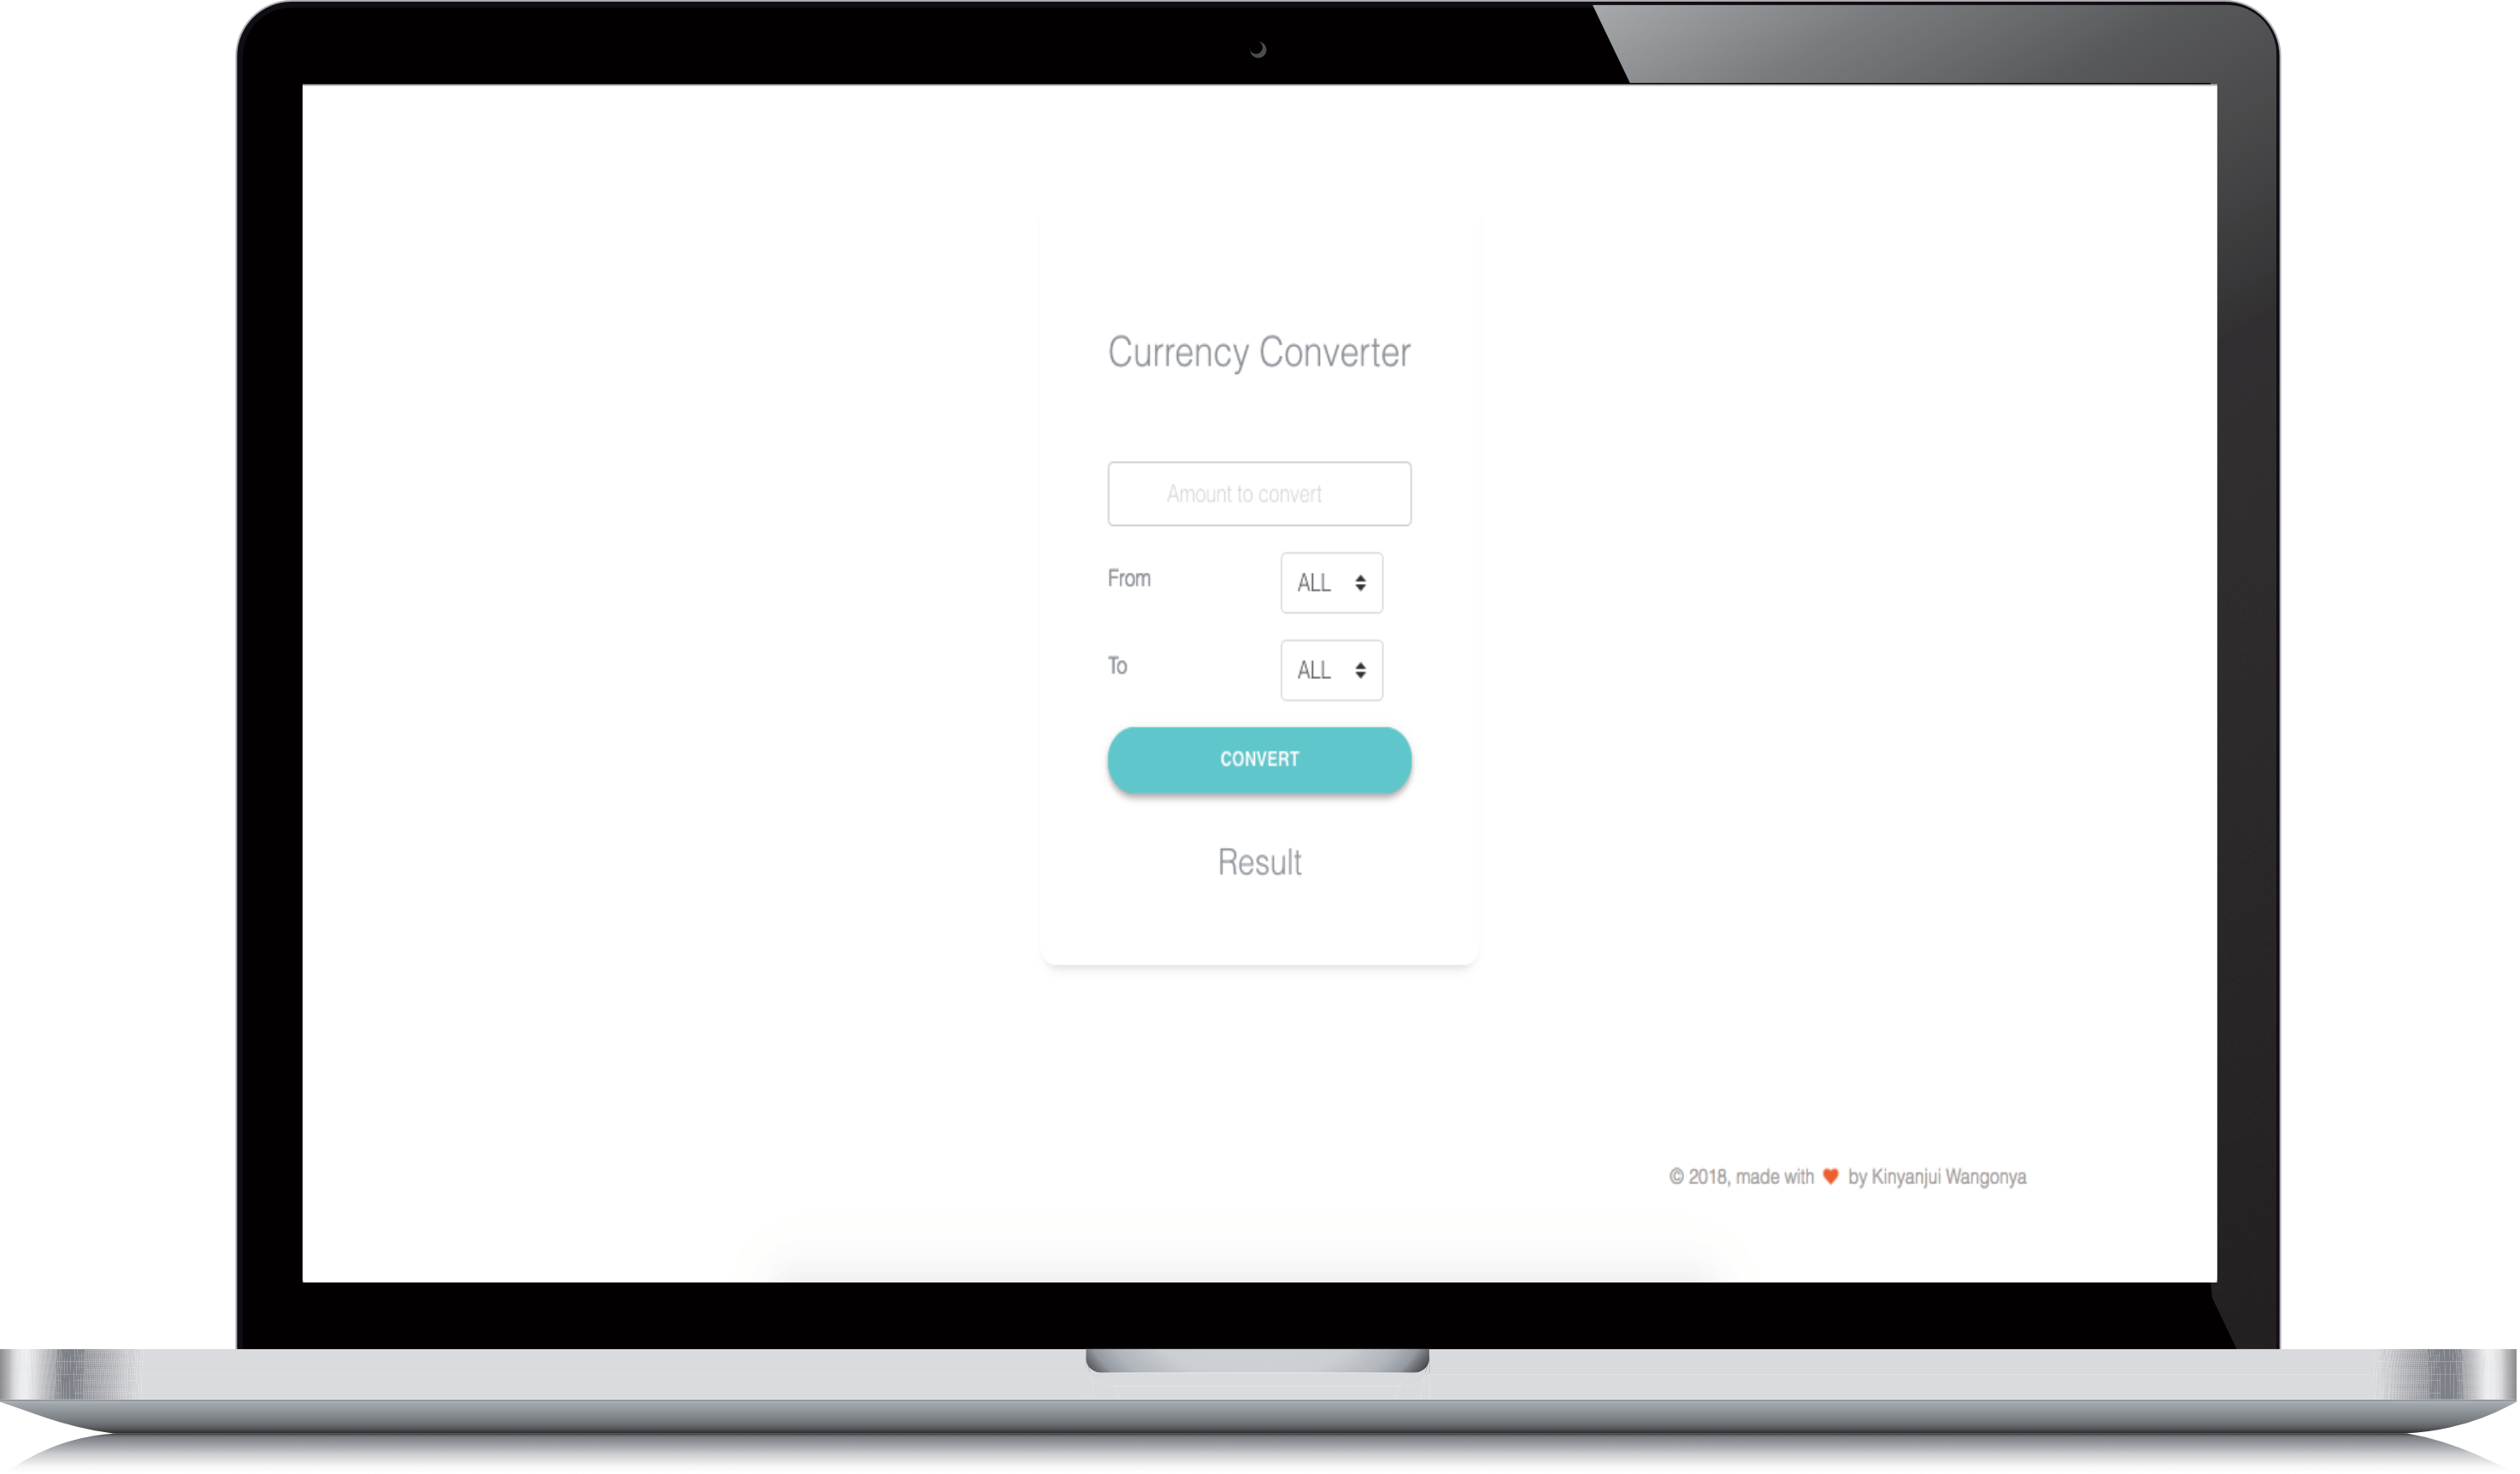 Currency Converter
Amount to convert
From
ALL
To
ALL
CONVERT
Result
© 2018, made with ♥ by Kinyanjui Wangonya